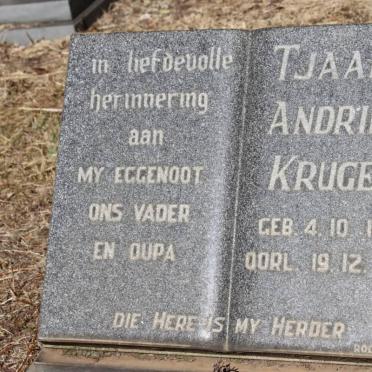 in liefdevolle
herinnering
aan
MY EGGENOOT
ONS VADER
EN OUPA
TJAA
ANDRI
KRUGE
GEB. 4. 10.
OORL. 19. 12.
DIE HERE IS MY HERDER